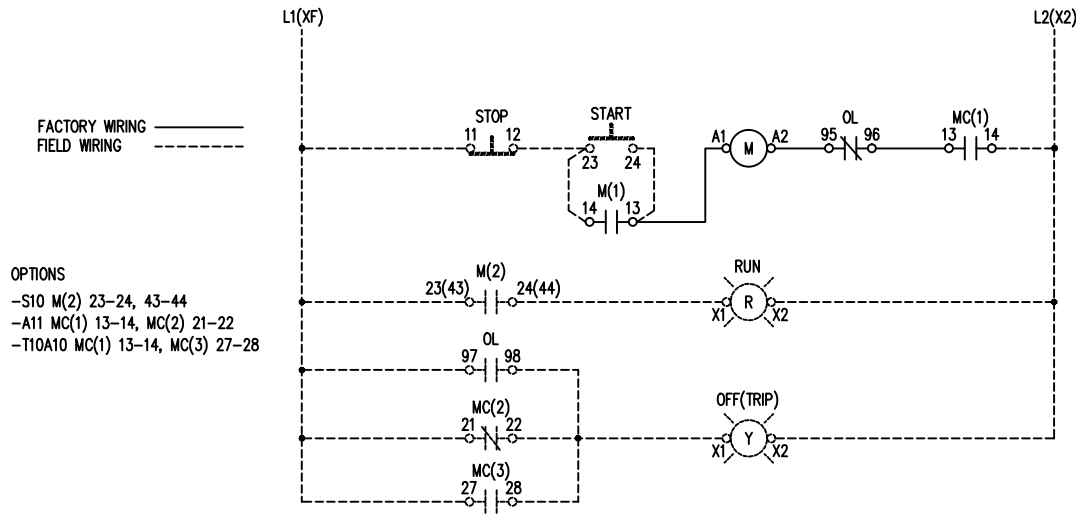 L1(XF)
L2(X2)
FACTORY WIRING
FIELD WIRING
STOP
11 12
START
23 24
M(1)
14 13
A1 M A2
OL
95 96
MC(1)
13 14
OPTIONS
-S10 M(2) 23-24, 43-44
-A11 MC(1) 13-14, MC(2) 21-22
-T10A10 MC(1) 13-14, MC(3) 27-28
M(2)
23(43) 24(44)
RUN
R
X1 X2
OL
97 98
MC(2)
21 22
OFF(TRIP)
Y
X1 X2
MC(3)
27 28